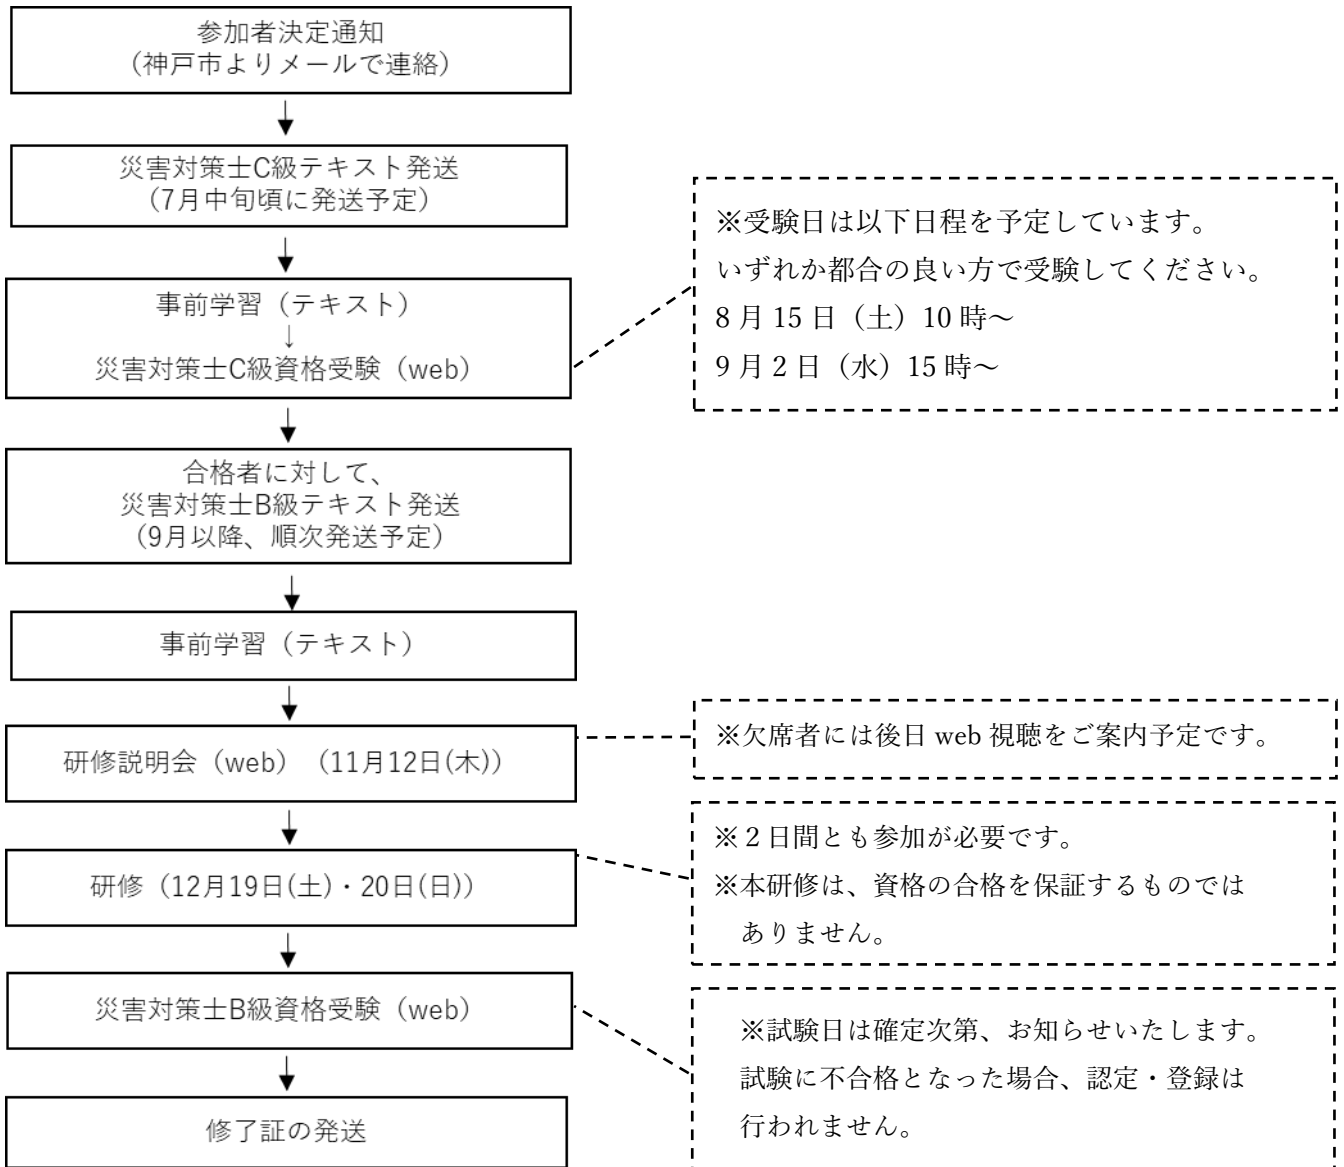 参加者決定通知
（神戸市よりメールで連絡）
災害対策士C級テキスト発送
（7月中旬頃に発送予定）
事前学習（テキスト）
↓
災害対策士C級資格受験（web）
※受験日は以下日程を予定しています。
いずれか都合の良い方で受験してください。
8月15日（土）10時～
9月2日（水）15時～
合格者に対して、
災害対策士B級テキスト発送
（9月以降、順次発送予定）
事前学習（テキスト）
研修説明会（web）（11月12日(木)）
※欠席者には後日 web 視聴をご案内予定です。
研修（12月19日(土)・20日(日)）
※２日間とも参加が必要です。
※本研修は、資格の合格を保証するものでは
ありません。
災害対策士B級資格受験（web）
※試験日は確定次第、お知らせいたします。
試験に不合格となった場合、認定・登録は
行われません。
修了証の発送